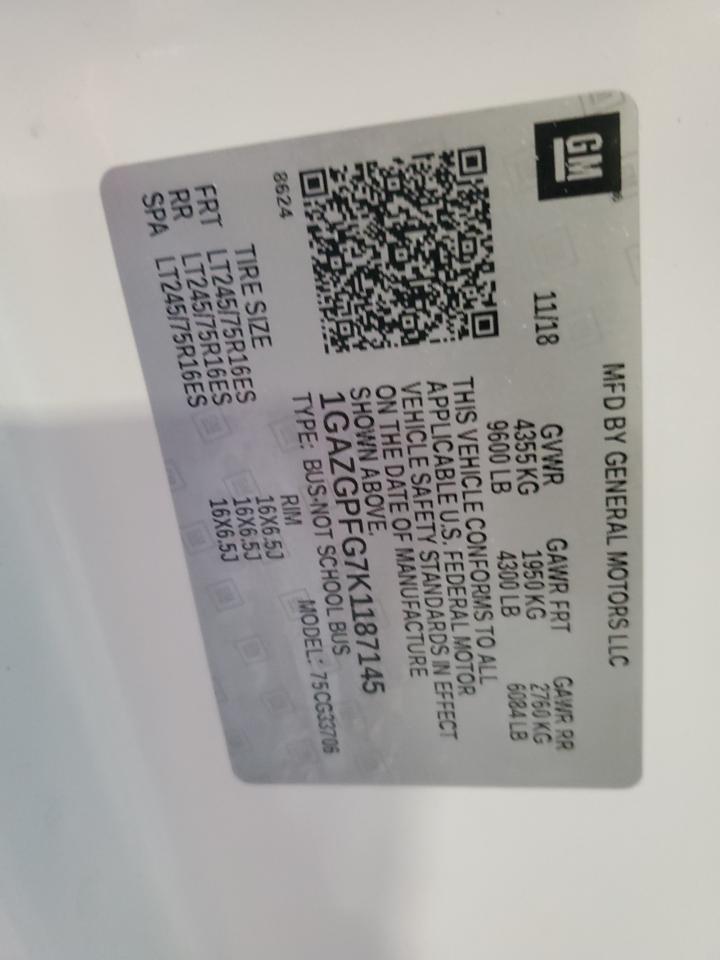 GM
MFD BY GENERAL MOTORS LLC
11/18
GVWR GAWR FRT GAWR RR
4355 KG 1950 KG 2760 KG
9600 LB 4300 LB 6084 LB
THIS VEHICLE CONFORMS TO ALL
APPLICABLE U.S. FEDERAL MOTOR
VEHICLE SAFETY STANDARDS IN EFFECT
ON THE DATE OF MANUFACTURE
SHOWN ABOVE.
1GAZGPFG7K1187145
TYPE: BUS-NOT SCHOOL BUS MODEL: 75CG33706
8624
TIRE SIZE RIM
FRT LT245/75R16ES 16X6.5J
RR LT245/75R16ES 16X6.5J
SPA LT245/75R16ES 16X6.5J